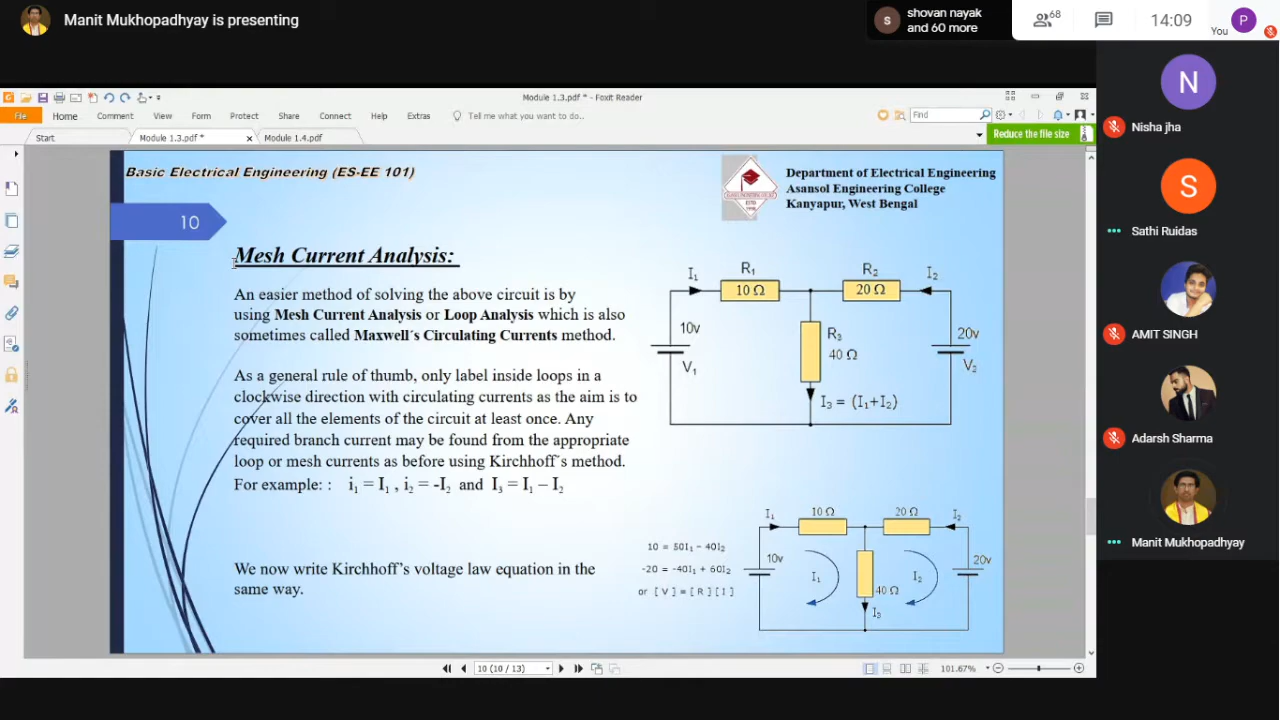 Manit Mukhopadhyay is presenting
s
shovan nayak
and 60 more
68
14:09
You
P
Module 1.3.pdf * - Foxit Reader
File
Home
Comment
View
Form
Protect
Share
Connect
Help
Extras
Tell me what you want to do..
Find
Start
Module 1.3.pdf *
Module 1.4.pdf
Reduce the file size
Basic Electrical Engineering (ES-EE 101)
Department of Electrical Engineering
Asansol Engineering College
Kanyapur, West Bengal
10
Mesh Current Analysis:
An easier method of solving the above circuit is by
using Mesh Current Analysis or Loop Analysis which is also
sometimes called Maxwell´s Circulating Currents method.
As a general rule of thumb, only label inside loops in a
clockwise direction with circulating currents as the aim is to
cover all the elements of the circuit at least once. Any
required branch current may be found from the appropriate
loop or mesh currents as before using Kirchhoff´s method.
For example: : i₁ = I₁ , i₂ = -I₂ and I₃ = I₁ – I₂
We now write Kirchhoff’s voltage law equation in the
same way.
I₁
R₁
10 Ω
R₂
20 Ω
I₂
10v
V₁
R₃
40 Ω
20v
V₂
I₃ = (I₁+I₂)
10 = 50I₁ - 40I₂
-20 = -40I₁ + 60I₂
or [ V ] = [ R ] [ I ]
I₁
10 Ω
20 Ω
I₂
10v
20v
I₁
I₂
40 Ω
I₃
10 (10 / 13)
101.67%
N
Nisha jha
S
Sathi Ruidas
AMIT SINGH
Adarsh Sharma
Manit Mukhopadhyay